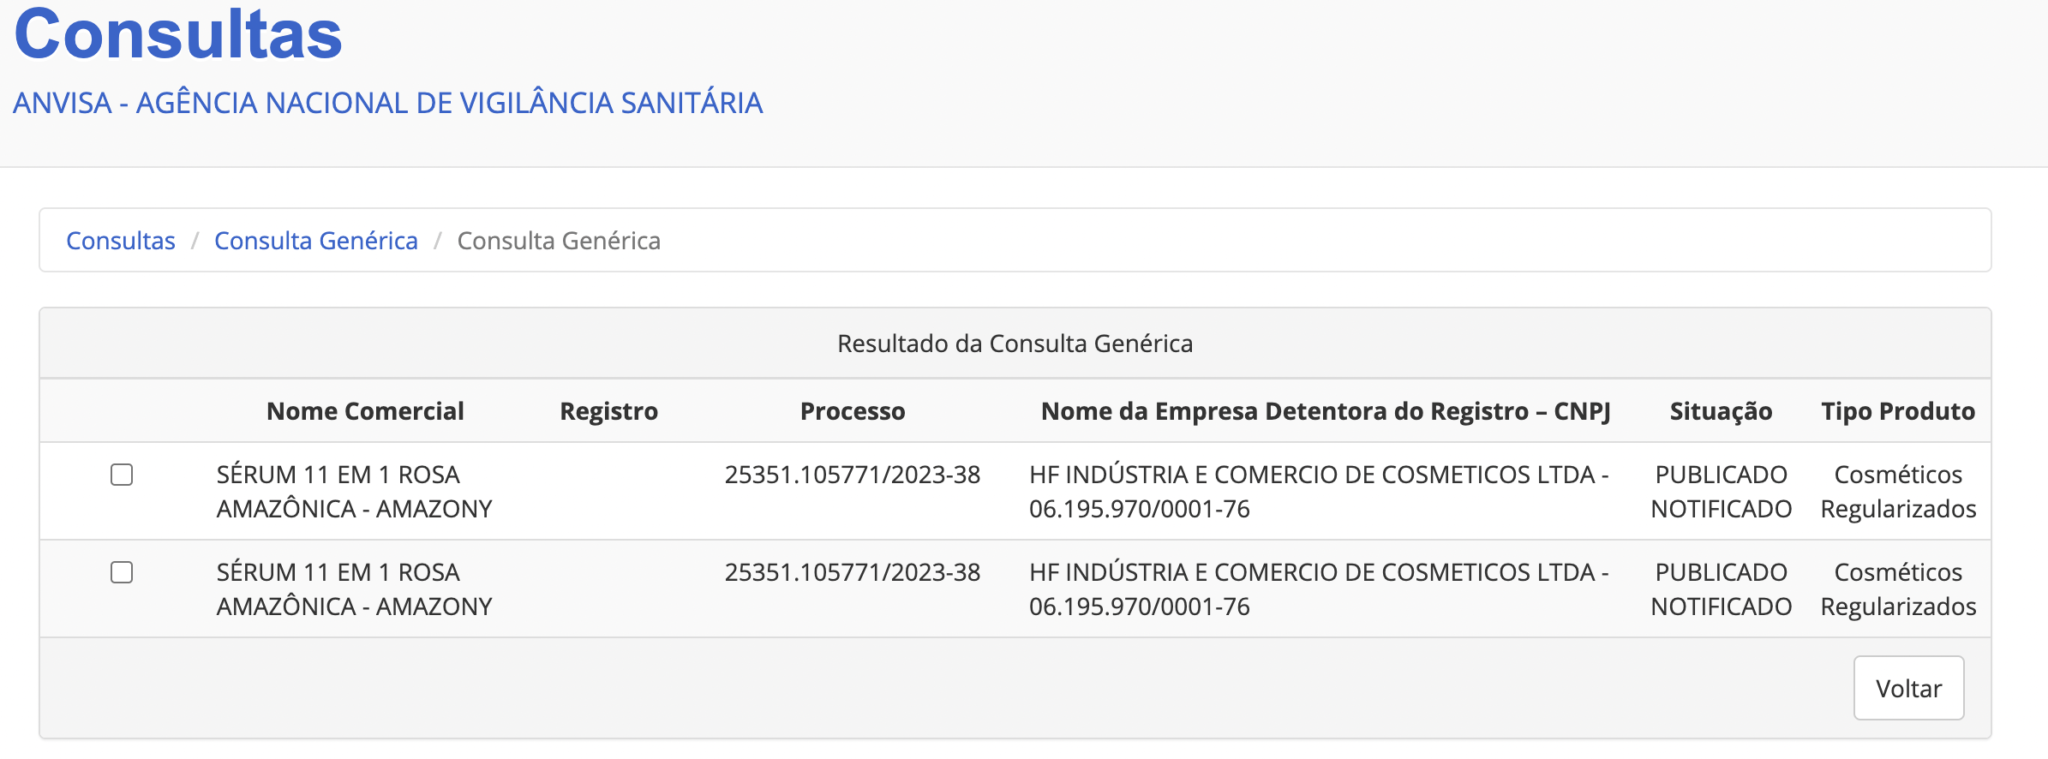 Consultas
ANVISA - AGÊNCIA NACIONAL DE VIGILÂNCIA SANITÁRIA
Consultas / Consulta Genérica / Consulta Genérica
Resultado da Consulta Genérica
Nome Comercial Registro Processo Nome da Empresa Detentora do Registro – CNPJ Situação Tipo Produto
SÉRUM 11 EM 1 ROSA 25351.105771/2023-38 HF INDÚSTRIA E COMERCIO DE COSMETICOS LTDA - PUBLICADO Cosméticos
AMAZÔNICA - AMAZONY 06.195.970/0001-76 NOTIFICADO Regularizados
SÉRUM 11 EM 1 ROSA 25351.105771/2023-38 HF INDÚSTRIA E COMERCIO DE COSMETICOS LTDA - PUBLICADO Cosméticos
AMAZÔNICA - AMAZONY 06.195.970/0001-76 NOTIFICADO Regularizados
Voltar